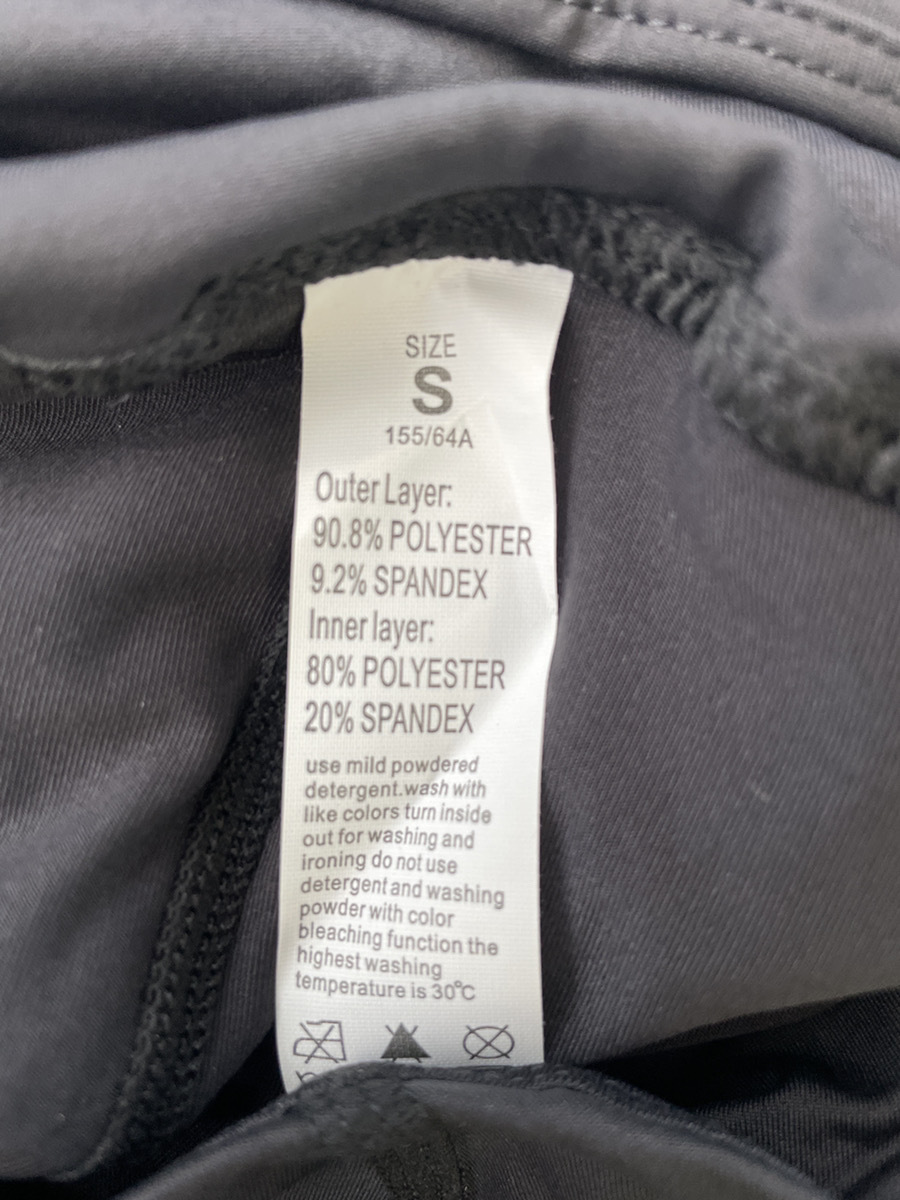 SIZE
S
155/64A
Outer Layer:
90.8% POLYESTER
9.2% SPANDEX
Inner layer:
80% POLYESTER
20% SPANDEX
use mild powdered
detergent.wash with
like colors turn inside
out for washing and
ironing do not use
detergent and washing
powder with color
bleaching function the
highest washing
temperature is 30℃